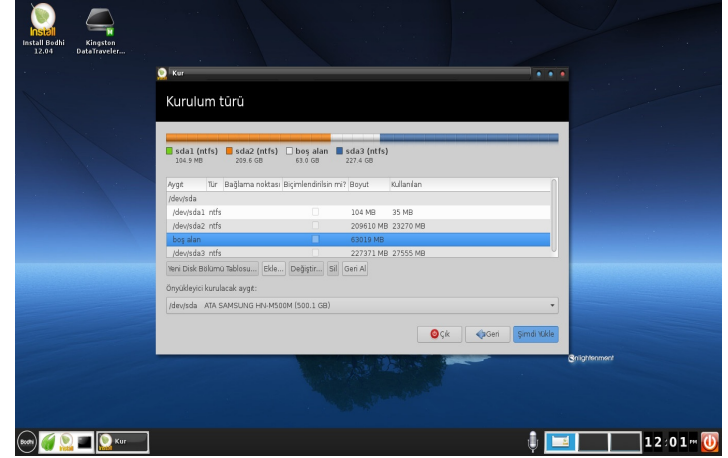 Install
Install Bodhi
12.04
Kingston
DataTraveler...
Kur
Kurulum türü
sda1 (ntfs) sda2 (ntfs) boş alan sda3 (ntfs)
104.9 MB 209.6 GB 63.0 GB 227.4 GB
Aygıt Tür Bağlama noktası Biçimlendirilsin mi? Boyut Kullanılan
/dev/sda
/dev/sda1 ntfs 104 MB 35 MB
/dev/sda2 ntfs 209610 MB 23270 MB
boş alan 63019 MB
/dev/sda3 ntfs 227371 MB 27555 MB
Yeni Disk Bölümü Tablosu... Ekle... Değiştir... Sil Geri Al
Önyükleyici kurulacak aygıt:
/dev/sda ATA SAMSUNG HN-M500M (500.1 GB)
Çık Geri Şimdi Yükle
Enlightenment
Bodhi Kur 12:01 PM